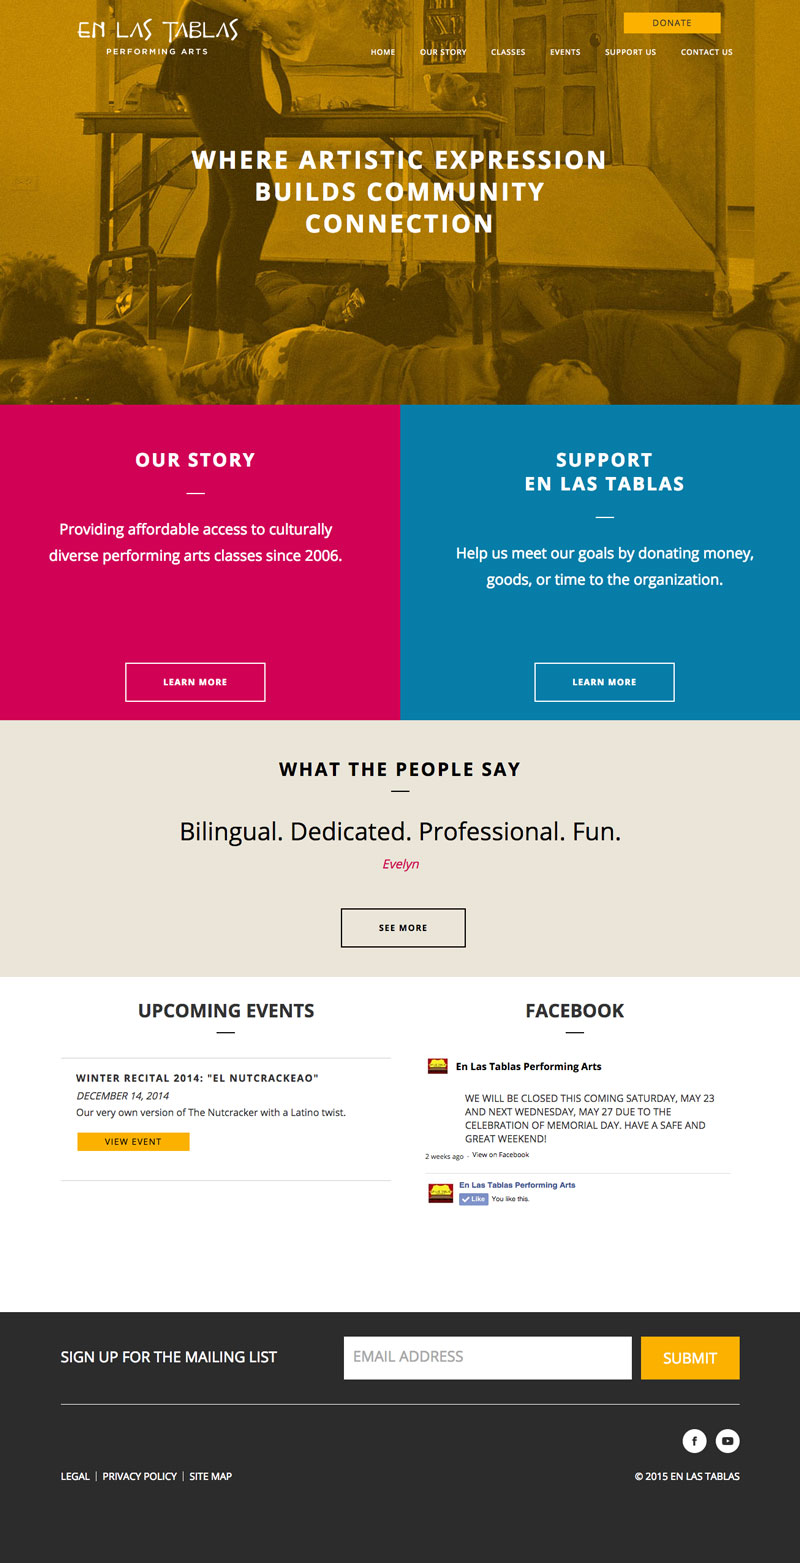 EN LAS TABLAS
PERFORMING ARTS
DONATE
HOME OUR STORY CLASSES EVENTS SUPPORT US CONTACT US
WHERE ARTISTIC EXPRESSION
BUILDS COMMUNITY
CONNECTION
OUR STORY
Providing affordable access to culturally
diverse performing arts classes since 2006.
LEARN MORE
SUPPORT
EN LAS TABLAS
Help us meet our goals by donating money,
goods, or time to the organization.
LEARN MORE
WHAT THE PEOPLE SAY
Bilingual. Dedicated. Professional. Fun.
Evelyn
SEE MORE
UPCOMING EVENTS
WINTER RECITAL 2014: "EL NUTCRACKEAO"
DECEMBER 14, 2014
Our very own version of The Nutcracker with a Latino twist.
VIEW EVENT
FACEBOOK
En Las Tablas Performing Arts
WE WILL BE CLOSED THIS COMING SATURDAY, MAY 23
AND NEXT WEDNESDAY, MAY 27 DUE TO THE
CELEBRATION OF MEMORIAL DAY. HAVE A SAFE AND
GREAT WEEKEND!
2 weeks ago - View on Facebook
En Las Tablas Performing Arts
Like You like this.
SIGN UP FOR THE MAILING LIST
EMAIL ADDRESS
SUBMIT
LEGAL | PRIVACY POLICY | SITE MAP
© 2015 EN LAS TABLAS